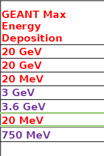 GEANT Max
Energy
Deposition
20 GeV
20 GeV
20 MeV
3 GeV
3.6 GeV
20 MeV
750 MeV